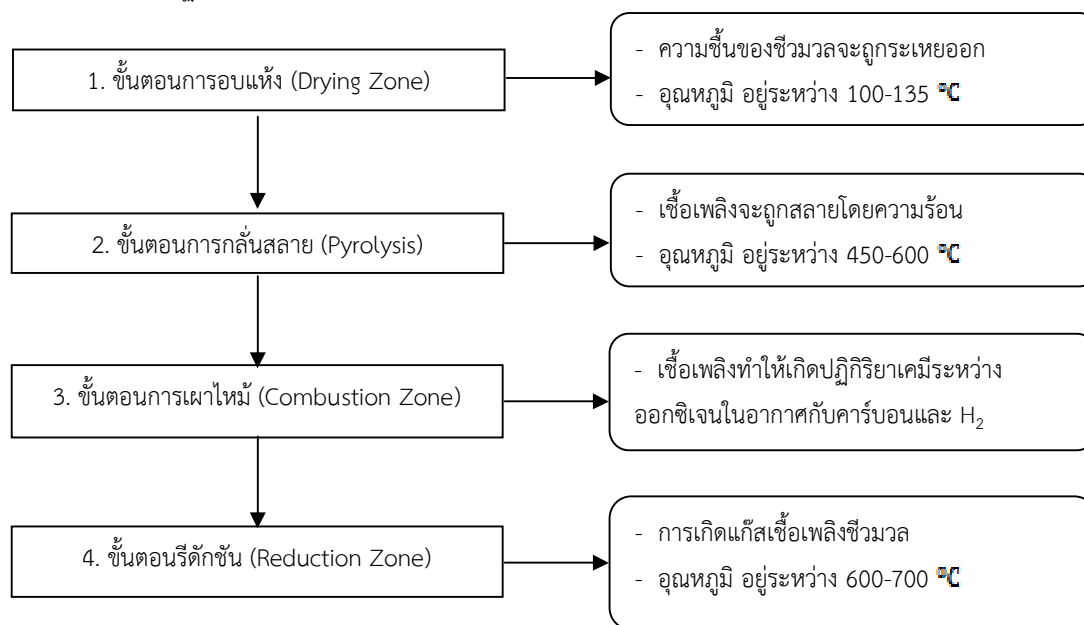 1. ขั้นตอนการอบแห้ง (Drying Zone)
- ความชื้นของชีวมวลจะถูกระเหยออก
- อุณหภูมิ อยู่ระหว่าง 100-135 °C
2. ขั้นตอนการกลั่นสลาย (Pyrolysis)
- เชื้อเพลิงจะถูกสลายโดยความร้อน
- อุณหภูมิ อยู่ระหว่าง 450-600 °C
3. ขั้นตอนการเผาไหม้ (Combustion Zone)
- เชื้อเพลิงทำให้เกิดปฏิกิริยาเคมีระหว่าง
ออกซิเจนในอากาศกับคาร์บอนและ H₂
4. ขั้นตอนรีดักชัน (Reduction Zone)
- การเกิดแก๊สเชื้อเพลิงชีวมวล
- อุณหภูมิ อยู่ระหว่าง 600-700 °C